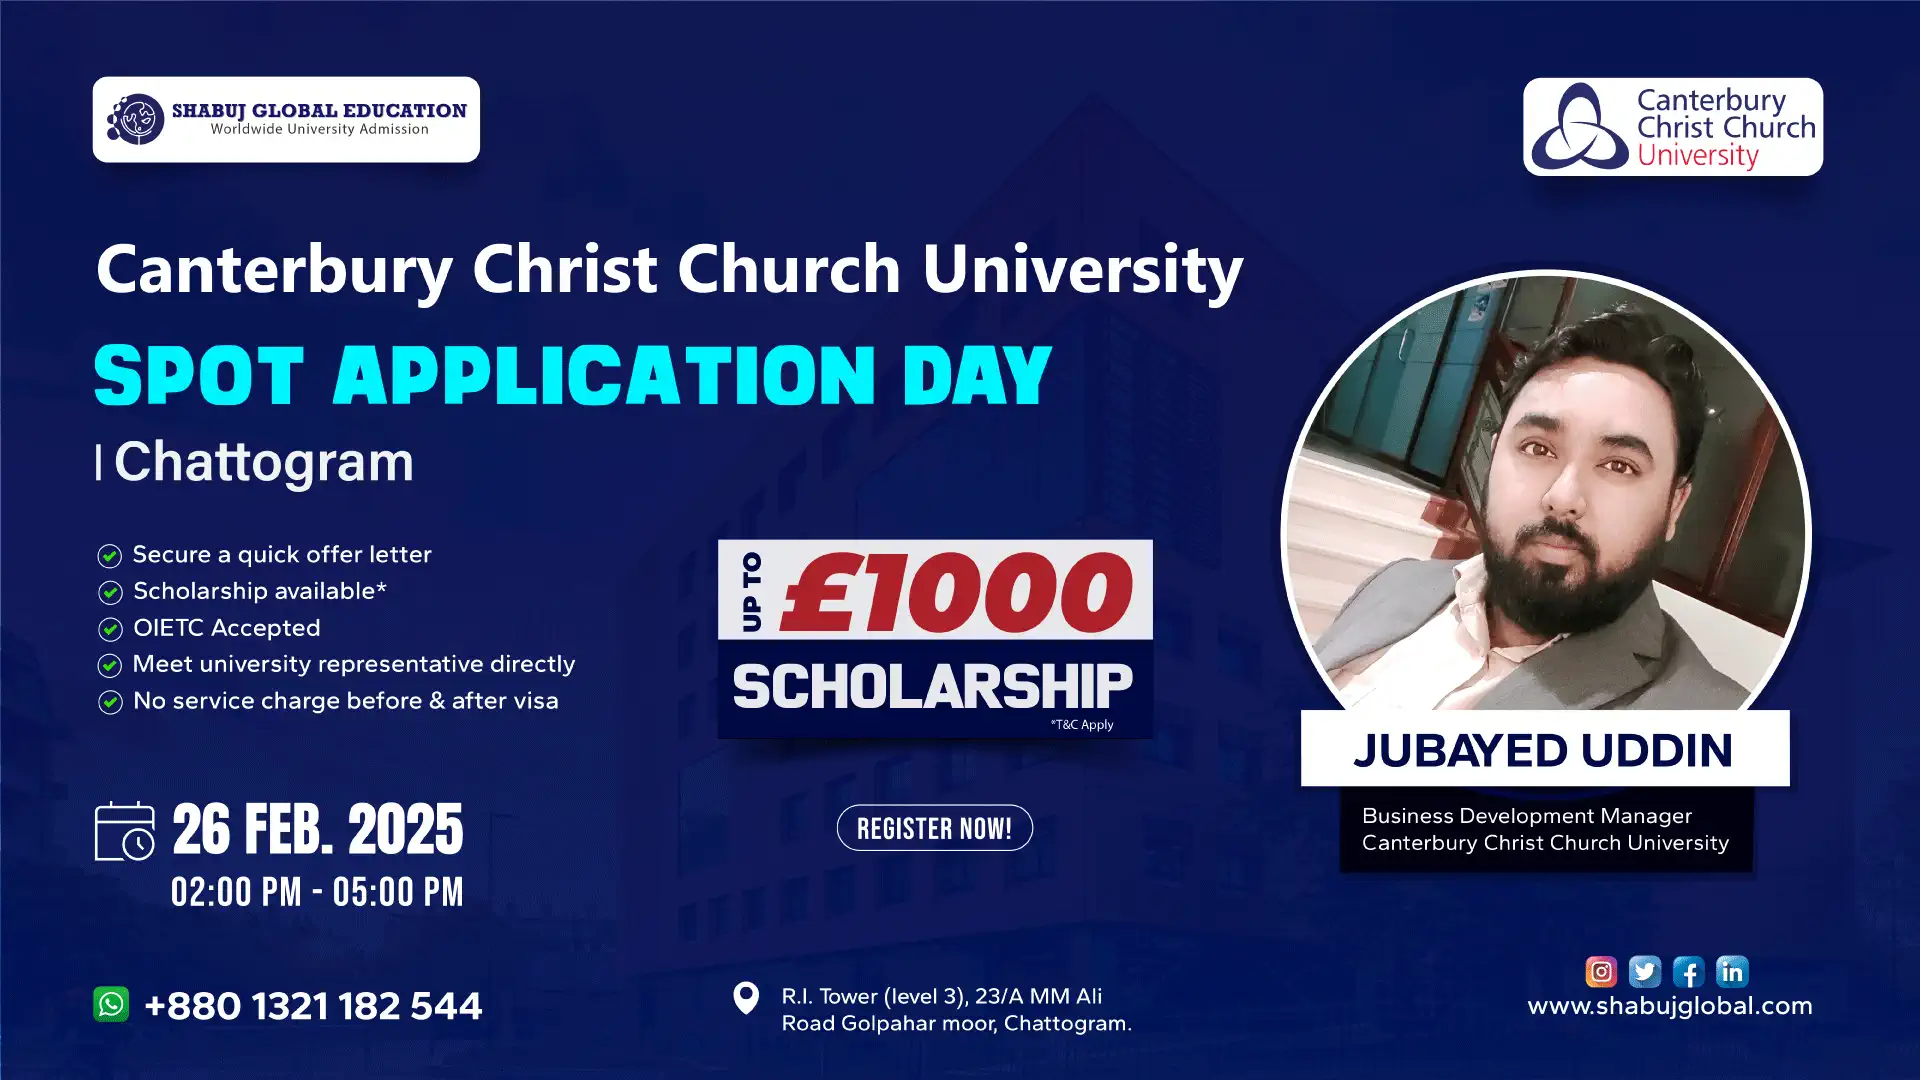 SHABUJ GLOBAL EDUCATION
Worldwide University Admission
Canterbury
Christ Church
University
Canterbury Christ Church University
SPOT APPLICATION DAY
| Chattogram
Secure a quick offer letter
Scholarship available*
OIETC Accepted
Meet university representative directly
No service charge before & after visa
UP TO
£1000
SCHOLARSHIP
*T&C Apply
JUBAYED UDDIN
Business Development Manager
Canterbury Christ Church University
26 FEB. 2025
02:00 PM - 05:00 PM
REGISTER NOW!
+880 1321 182 544
R.I. Tower (level 3), 23/A MM Ali
Road Golpahar moor, Chattogram.
www.shabujglobal.com